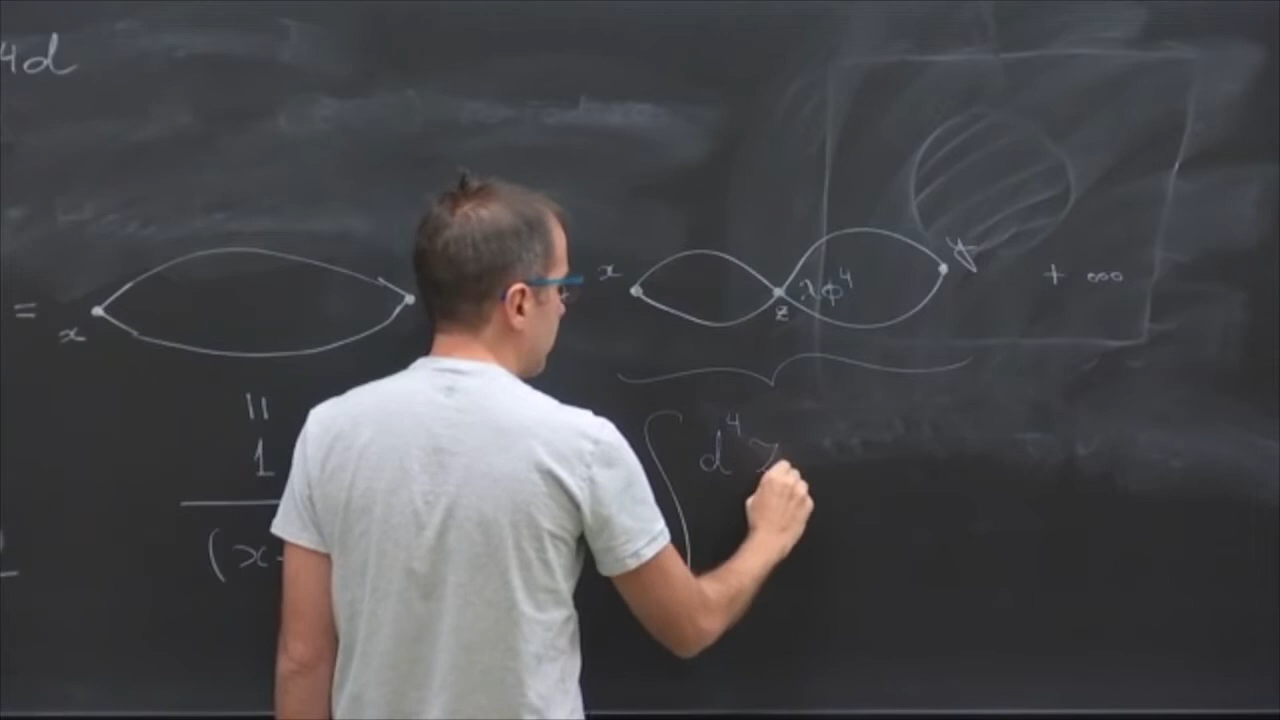 4d
= x x z λϕ⁴ y + ∘∘∘
||
1
(x-
∫ d⁴z